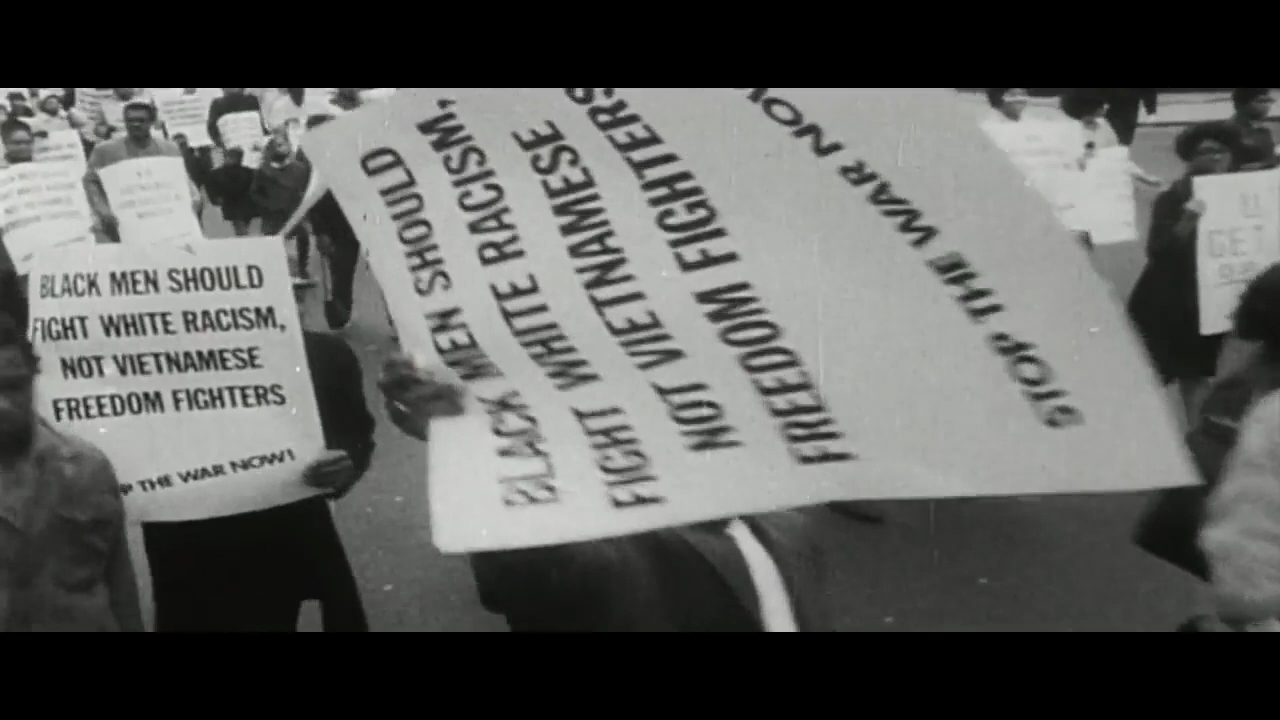 BLACK MEN SHOULD
FIGHT WHITE RACISM,
NOT VIETNAMESE
FREEDOM FIGHTERS
THE WAR NOW!
BLACK MEN SHOULD
FIGHT WHITE RACISM,
NOT VIETNAMESE
FREEDOM FIGHTERS
STOP THE WAR NOW
GET